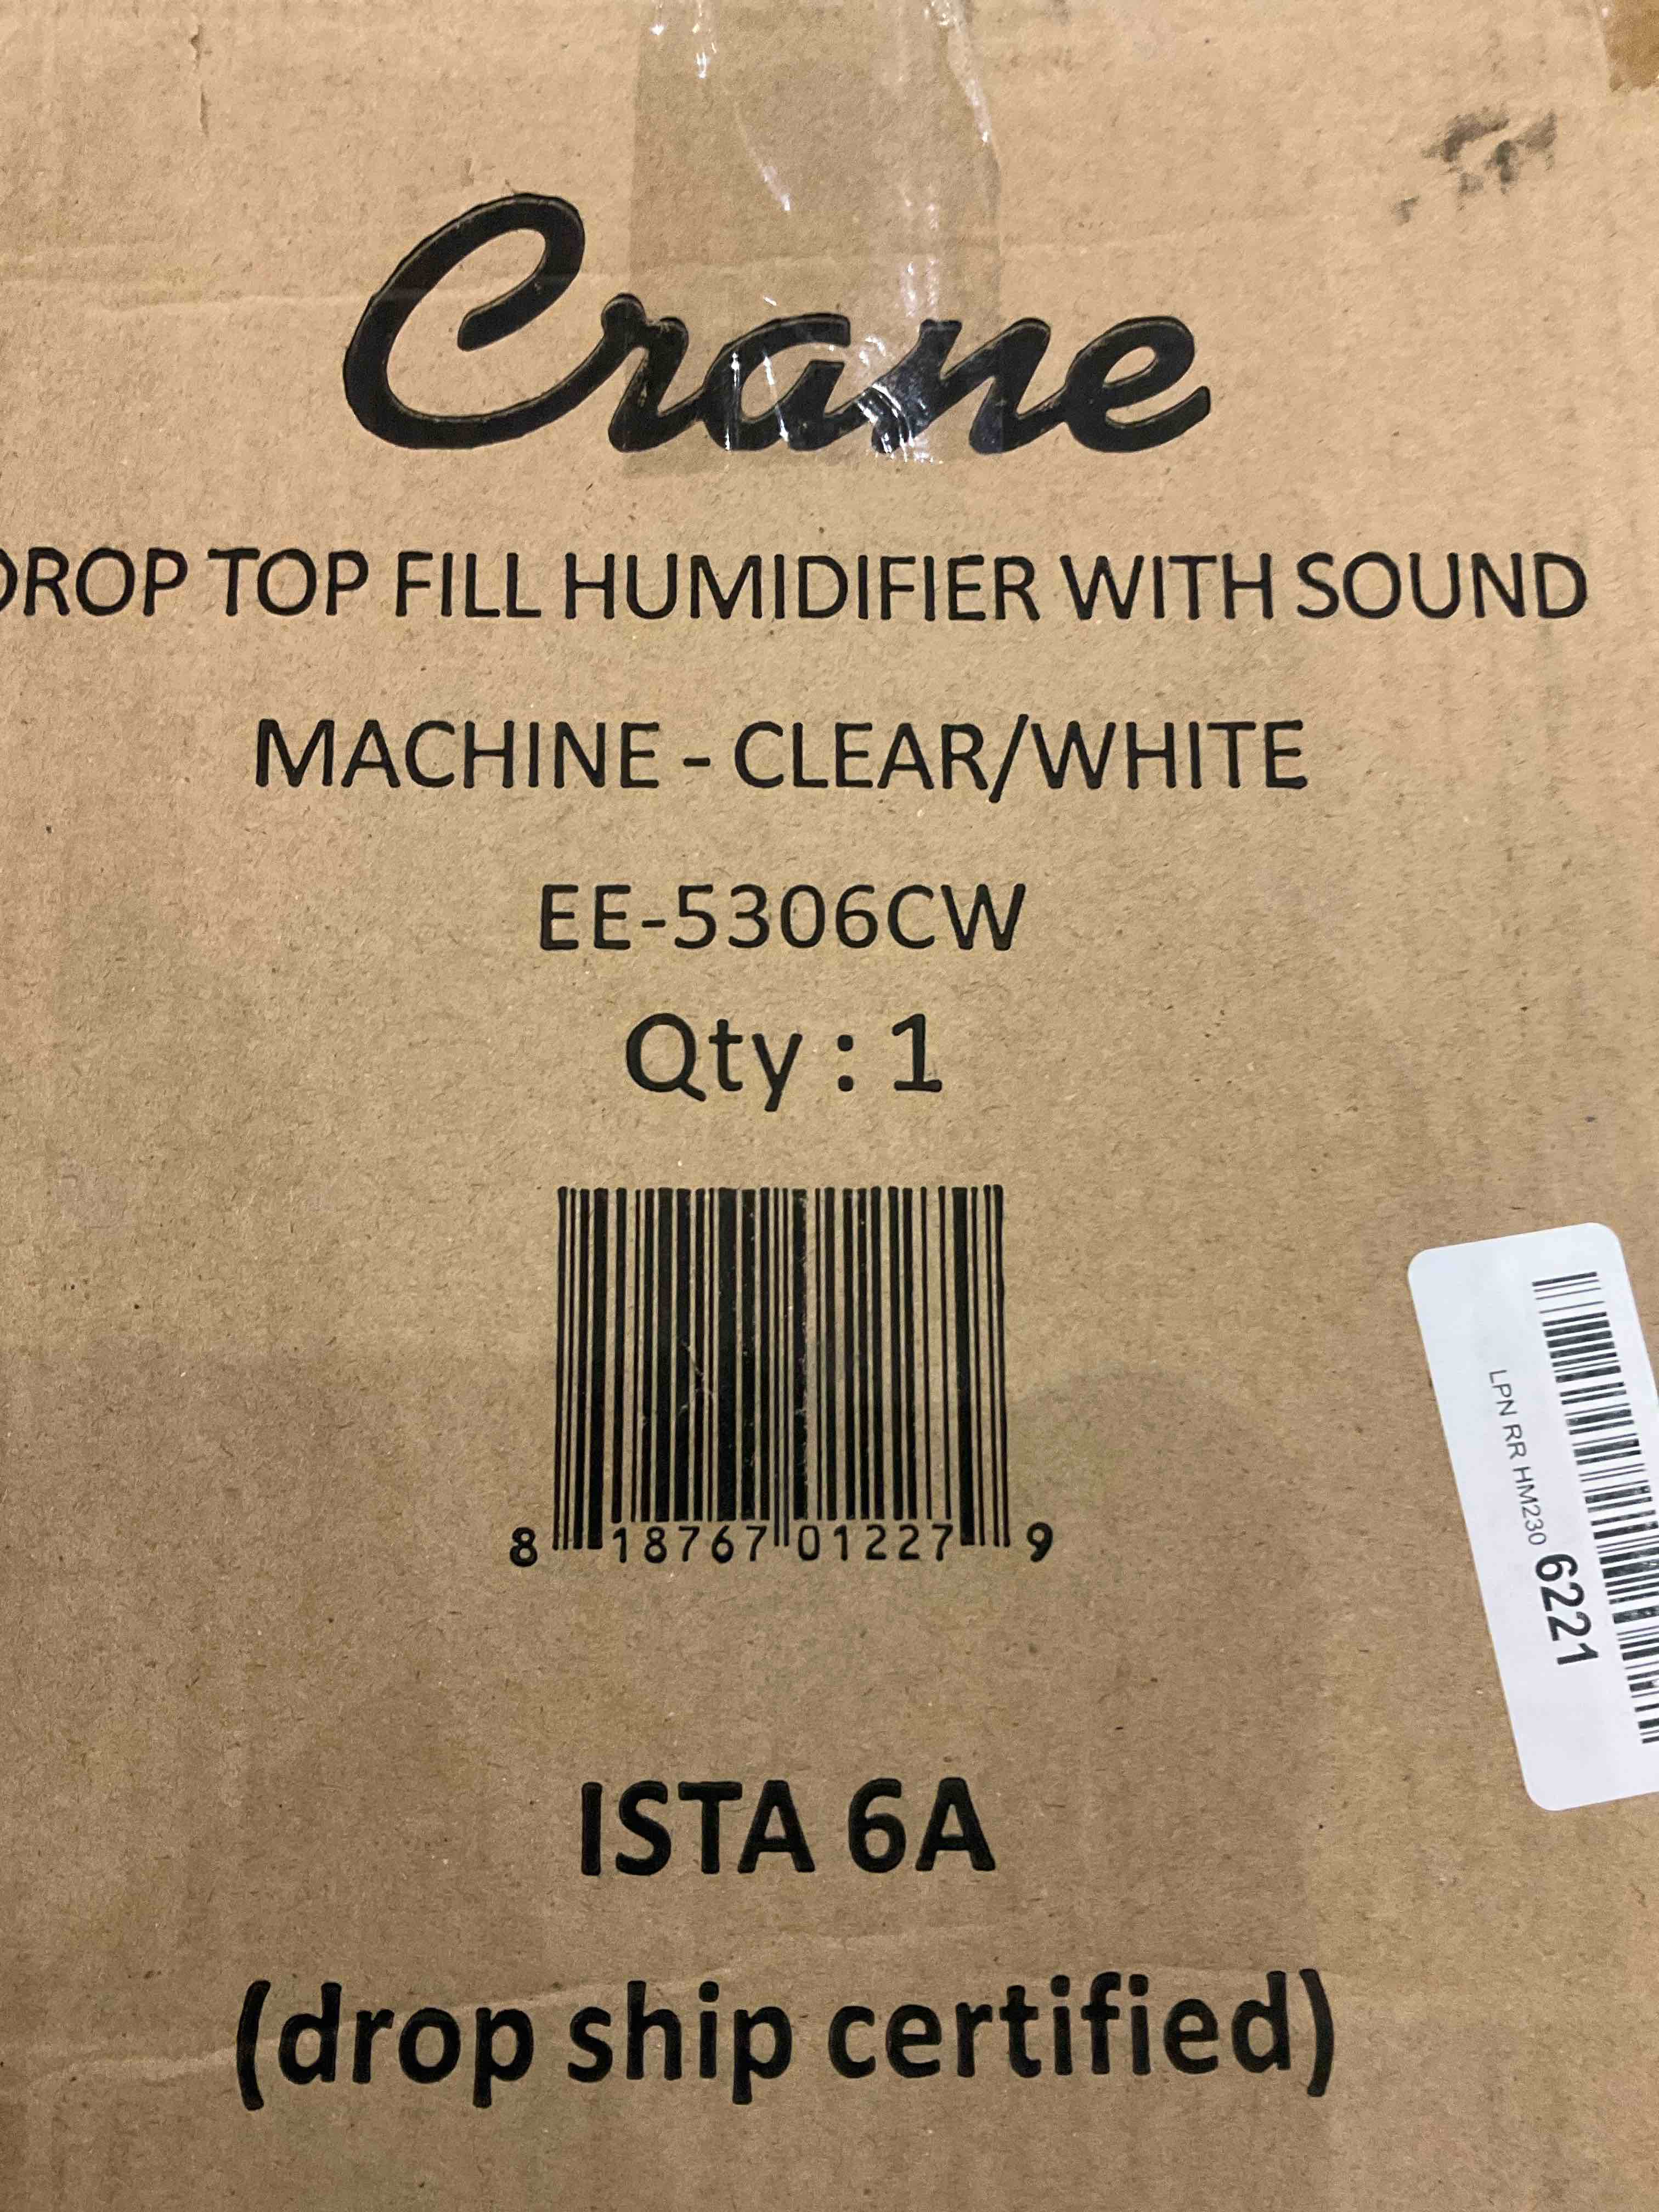 Crane
DROP TOP FILL HUMIDIFIER WITH SOUND
MACHINE - CLEAR/WHITE
EE-5306CW
Qty : 1
8 18767 01227 9
LPN RR HM230 6221
ISTA 6A
(drop ship certified)